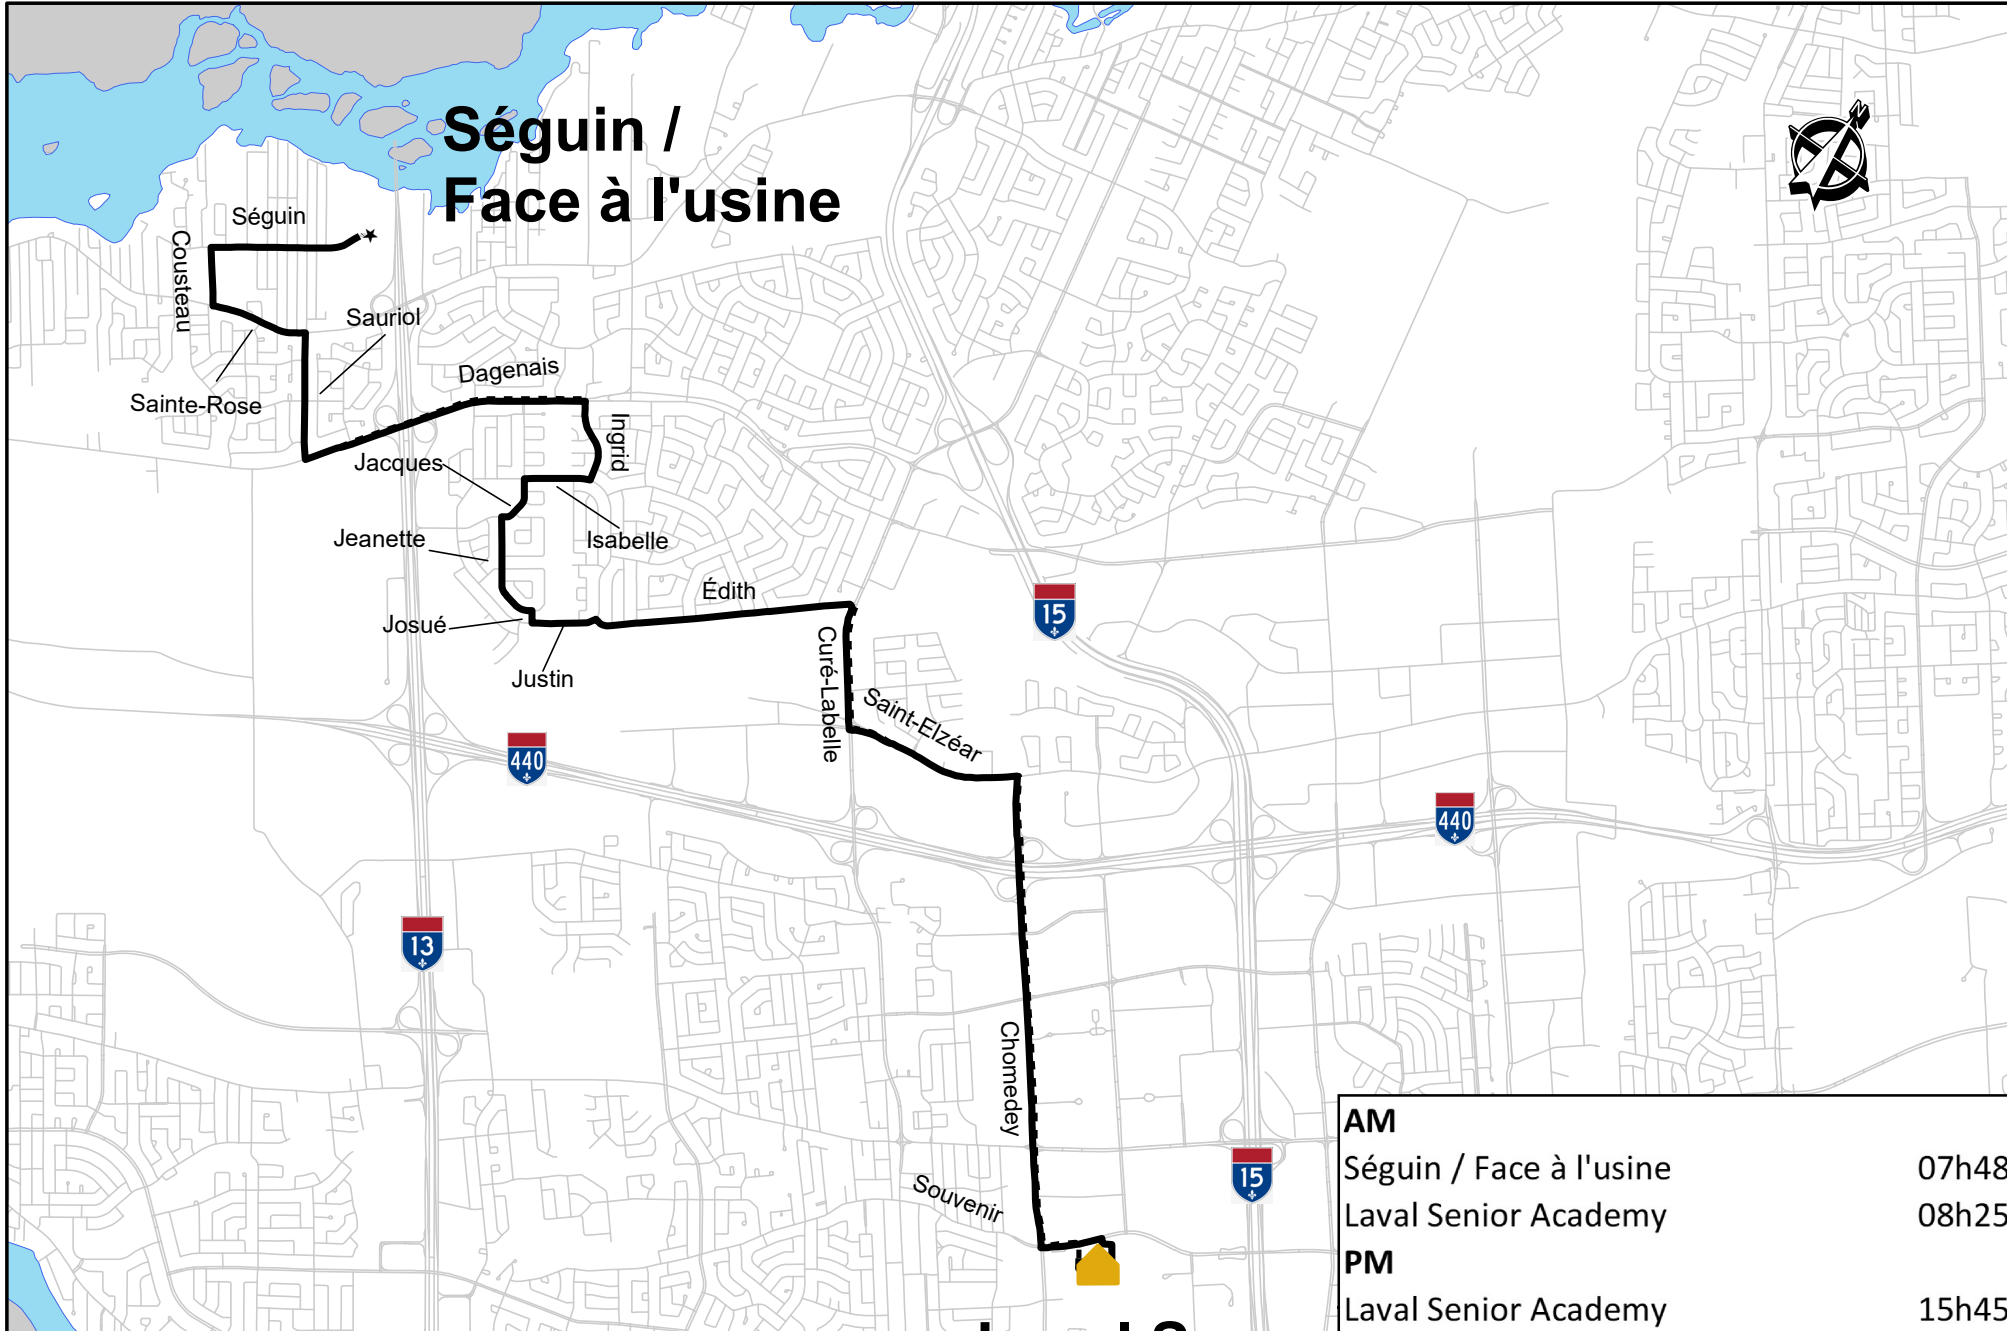 Séguin /
Face à l'usine
N
Séguin
Cousteau
Sauriol
Sainte-Rose
Dagenais
Ingrid
Jacques
Isabelle
Jeanette
Édith
Josué
Justin
15
Curé-Labelle
Saint-Elzéar
440
440
13
Chomedey
15
Souvenir
AM
Séguin / Face à l'usine 07h48
Laval Senior Academy 08h25
PM
Laval Senior Academy 15h45